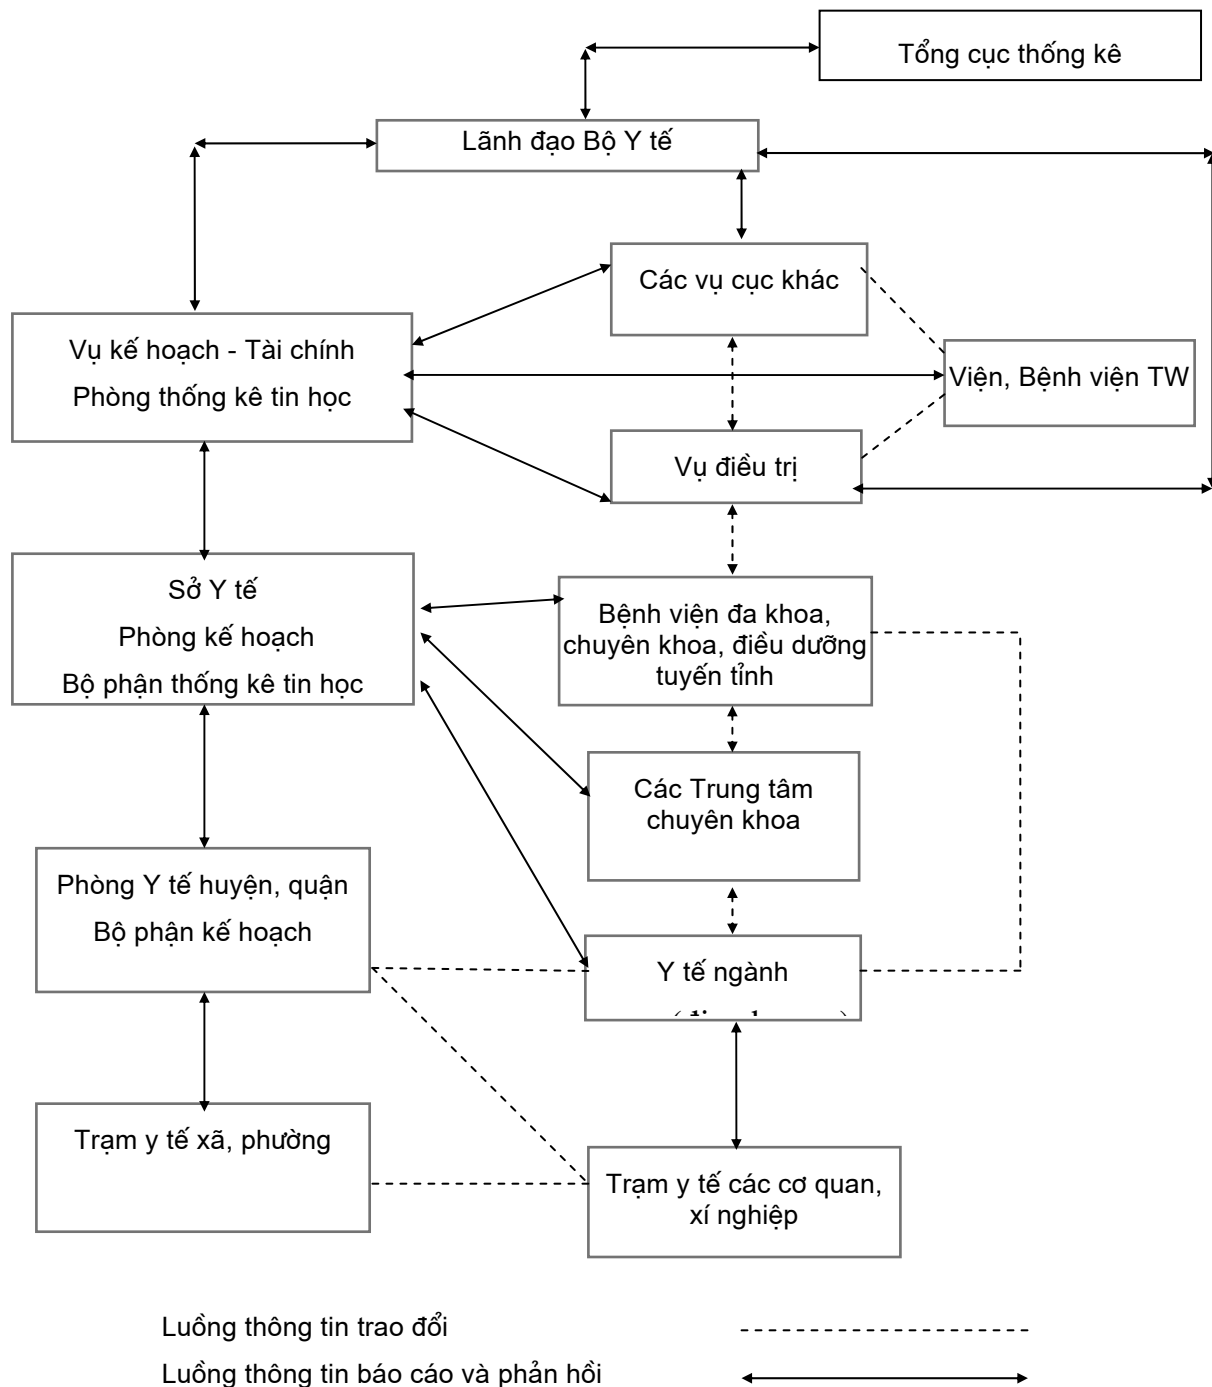 Tổng cục thống kê
Lãnh đạo Bộ Y tế
Các vụ cục khác
Vụ kế hoạch - Tài chính
Phòng thống kê tin học
Viện, Bệnh viện TW
Vụ điều trị
Sở Y tế
Phòng kế hoạch
Bộ phận thống kê tin học
Bệnh viện đa khoa,
chuyên khoa, điều dưỡng
tuyến tỉnh
Các Trung tâm
chuyên khoa
Phòng Y tế huyện, quận
Bộ phận kế hoạch
Y tế ngành
Trạm y tế xã, phường
Trạm y tế các cơ quan,
xí nghiệp
Luồng thông tin trao đổi
Luồng thông tin báo cáo và phản hồi